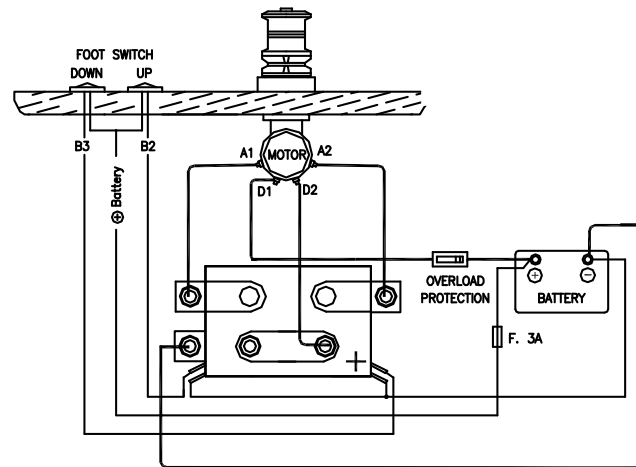 FOOT SWITCH
DOWN UP
B3
B2
⊕ Battery
A1
MOTOR
A2
D1
D2
OVERLOAD
PROTECTION
⊕
⊖
BATTERY
F. 3A
+